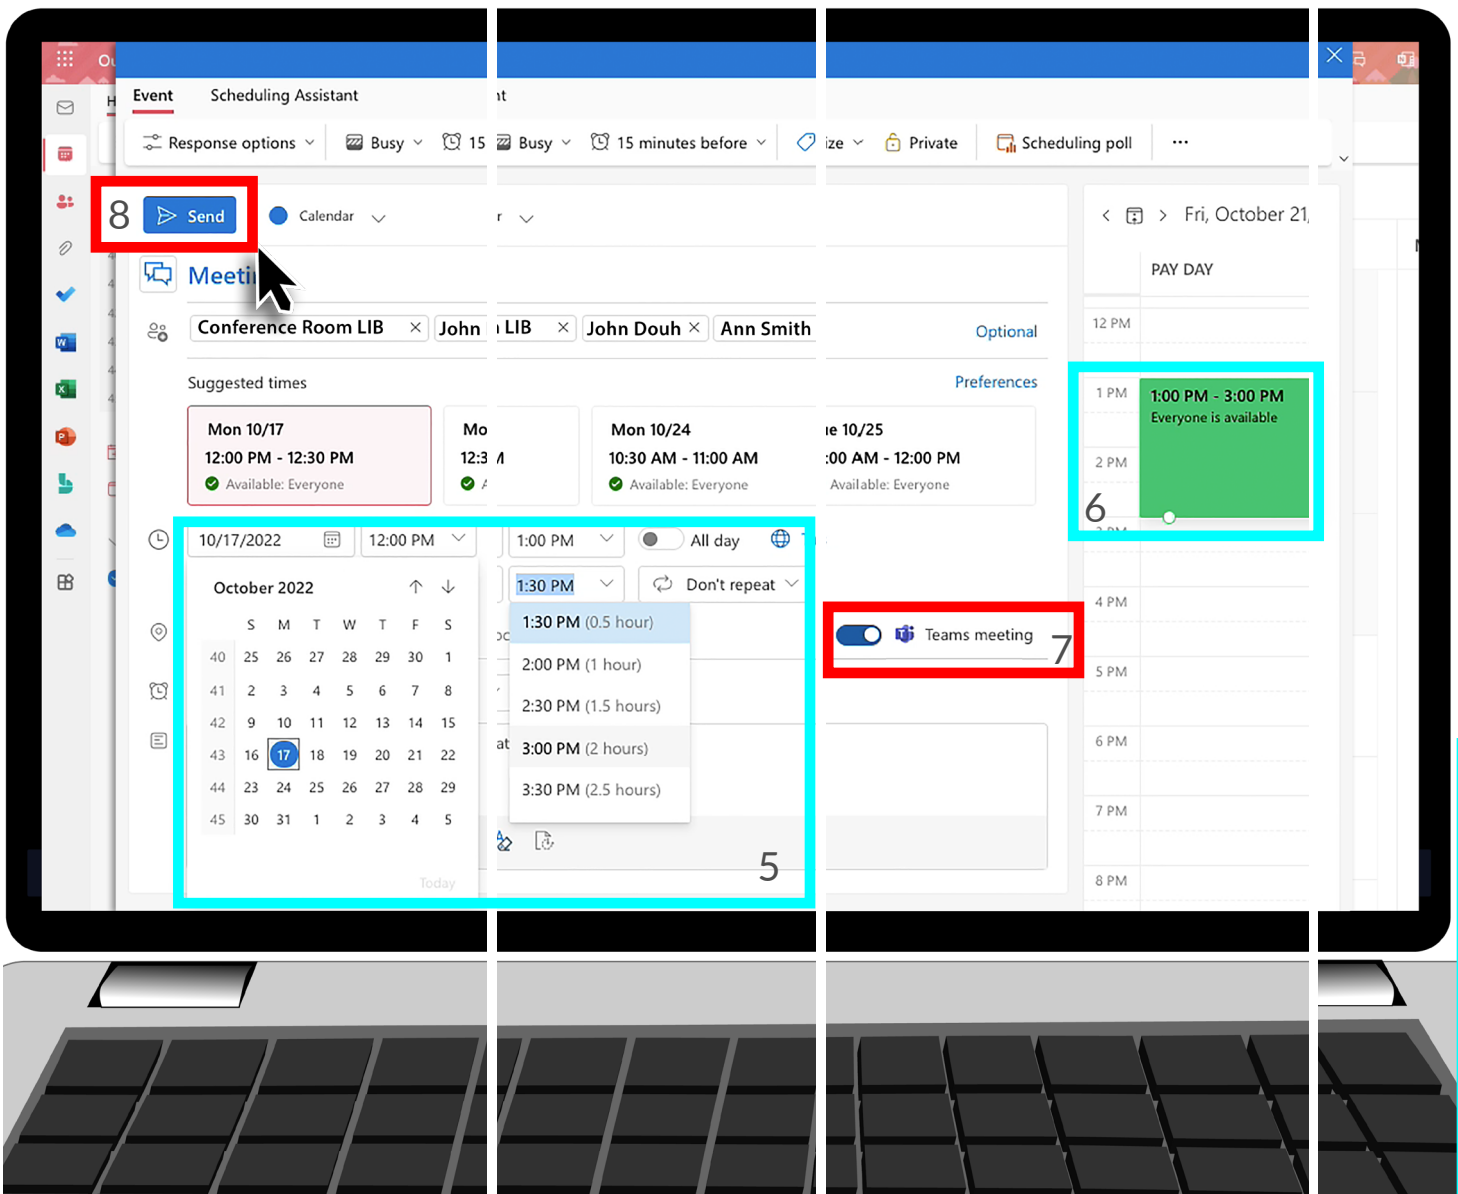 Event Scheduling Assistant
Response options Busy 15 Busy 15 minutes before Private Scheduling poll ...
8 Send Calendar
Fri, October 21,
PAY DAY
Conference Room LIB John LIB John Douh Ann Smith
Optional
Suggested times
Preferences
Mon 10/17
12:00 PM - 12:30 PM
Available: Everyone
Mon 10/24
10:30 AM - 11:00 AM
Available: Everyone
10/25
:00 AM - 12:00 PM
Available: Everyone
10/17/2022 12:00 PM
1:00 PM All day
1:30 PM Don't repeat
October 2022
S M T W T F S
40 25 26 27 28 29 30 1
41 2 3 4 5 6 7 8
42 9 10 11 12 13 14 15
43 16 17 18 19 20 21 22
44 23 24 25 26 27 28 29
45 30 31 1 2 3 4 5
Today
1:30 PM (0.5 hour)
2:00 PM (1 hour)
2:30 PM (1.5 hours)
3:00 PM (2 hours)
3:30 PM (2.5 hours)
5
Teams meeting 7
12 PM
1 PM
1:00 PM - 3:00 PM
Everyone is available
2 PM
6
4 PM
5 PM
6 PM
7 PM
8 PM